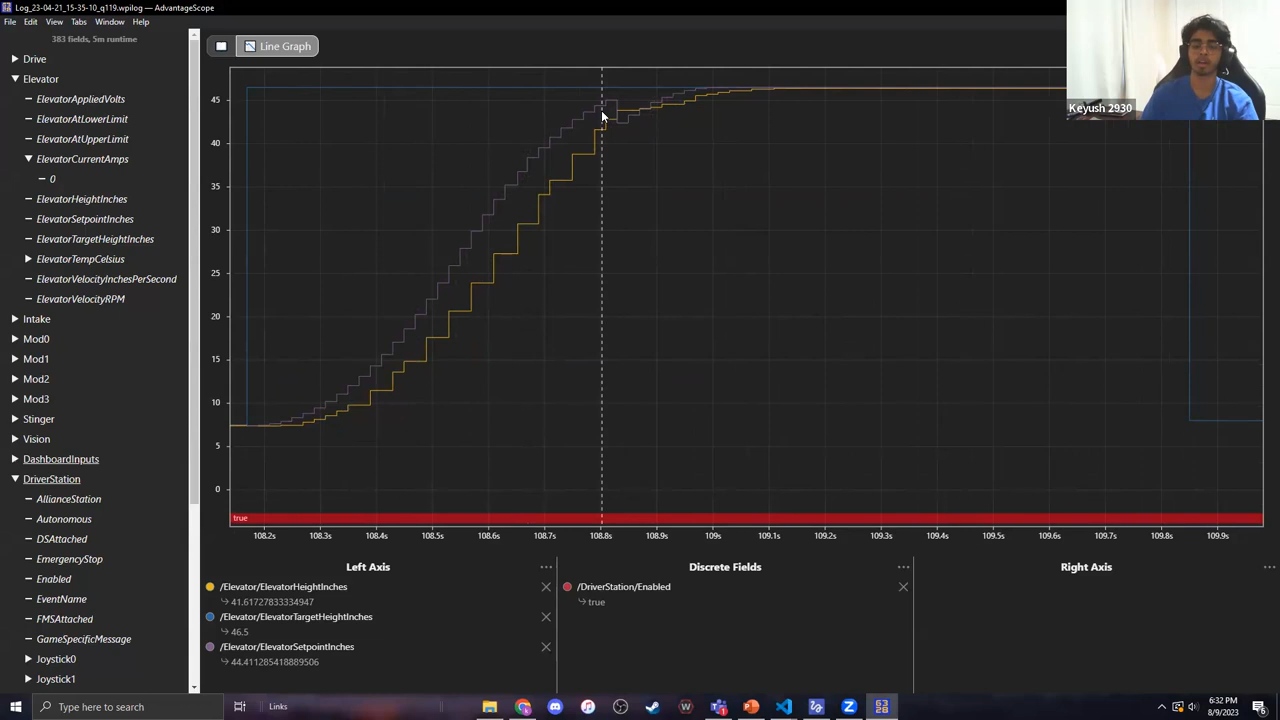 Log_23-04-21_15-35-10_q119.wpilog — AdvantageScope
File Edit View Tabs Window Help
383 fields, 5m runtime
Drive
Elevator
ElevatorAppliedVolts
ElevatorAtLowerLimit
ElevatorAtUpperLimit
ElevatorCurrentAmps
0
ElevatorHeightInches
ElevatorSetpointInches
ElevatorTargetHeightInches
ElevatorTempCelsius
ElevatorVelocityInchesPerSecond
ElevatorVelocityRPM
Intake
Mod0
Mod1
Mod2
Mod3
Stinger
Vision
DashboardInputs
DriverStation
AllianceStation
Autonomous
DSAttached
EmergencyStop
Enabled
EventName
FMSAttached
GameSpecificMessage
Joystick0
Joystick1
Line Graph
45
40
35
30
25
20
15
10
5
0
true
108.2s 108.3s 108.4s 108.5s 108.6s 108.7s 108.8s 108.9s 109s 109.1s 109.2s 109.3s 109.4s 109.5s 109.6s 109.7s 109.8s 109.9s
Left Axis
/Elevator/ElevatorHeightInches
41.61727833334947
/Elevator/ElevatorTargetHeightInches
46.5
/Elevator/ElevatorSetpointInches
44.411285418889506
Discrete Fields
/DriverStation/Enabled
true
Right Axis
Keyush 2930
Type here to search
Links
6:32 PM
8/9/2023